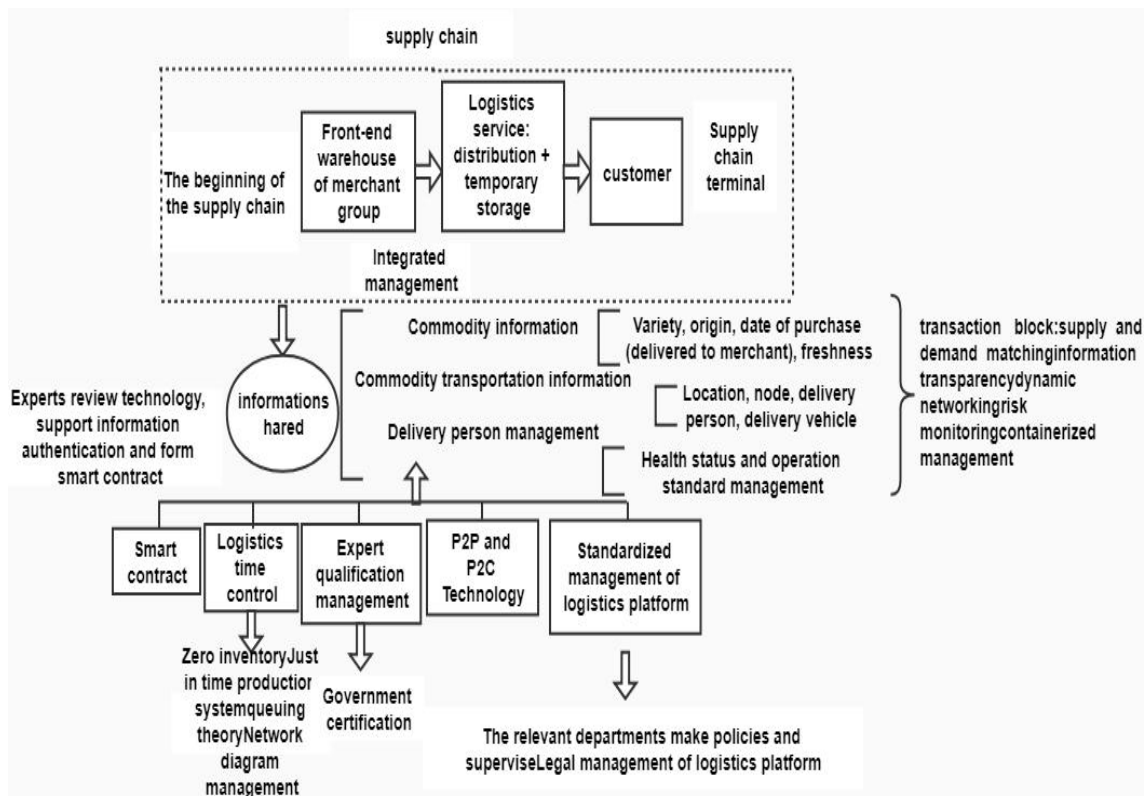 supply chain
The beginning of
the supply chain
Front-end
warehouse
of merchant
group
Logistics
service:
distribution +
temporary
storage
customer
Supply
chain
terminal
Integrated
management
Experts review technology,
support information
authentication and form
smart contract
informations
hared
Commodity information
Variety, origin, date of purchase
(delivered to merchant), freshness
Commodity transportation information
Location, node, delivery
person, delivery vehicle
Delivery person management
Health status and operation
standard management
transaction block:supply and
demand matchinginformation
transparencydynamic
networkingrisk
monitoringcontainerized
management
Smart
contract
Logistics
time
control
Expert
qualification
management
P2P and
P2C
Technology
Standardized
management of
logistics platform
Zero inventoryJust
in time production
systemqueuing
theoryNetwork
diagram
management
Government
certification
The relevant departments make policies and
superviseLegal management of logistics platform